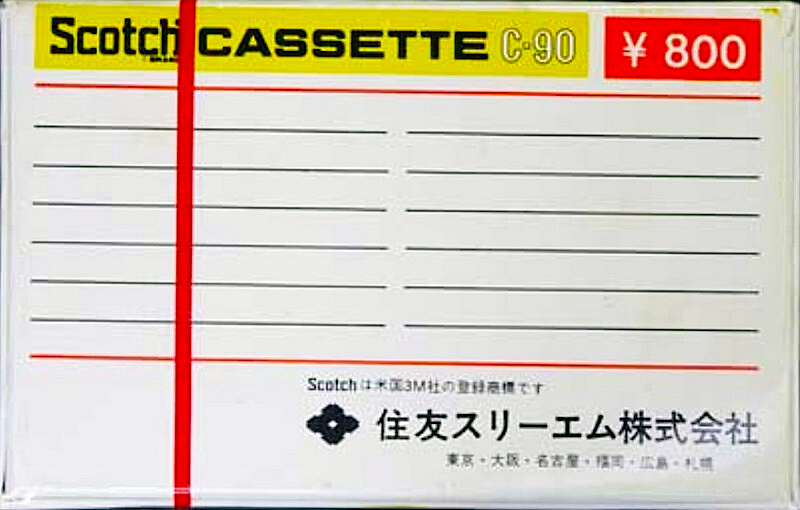 Scotch CASSETTE C-90 ¥ 800
BRAND
Scotchは米国3M社の登録商標です
住友スリーエム株式会社
東京・大阪・名古屋・福岡・広島・札幌